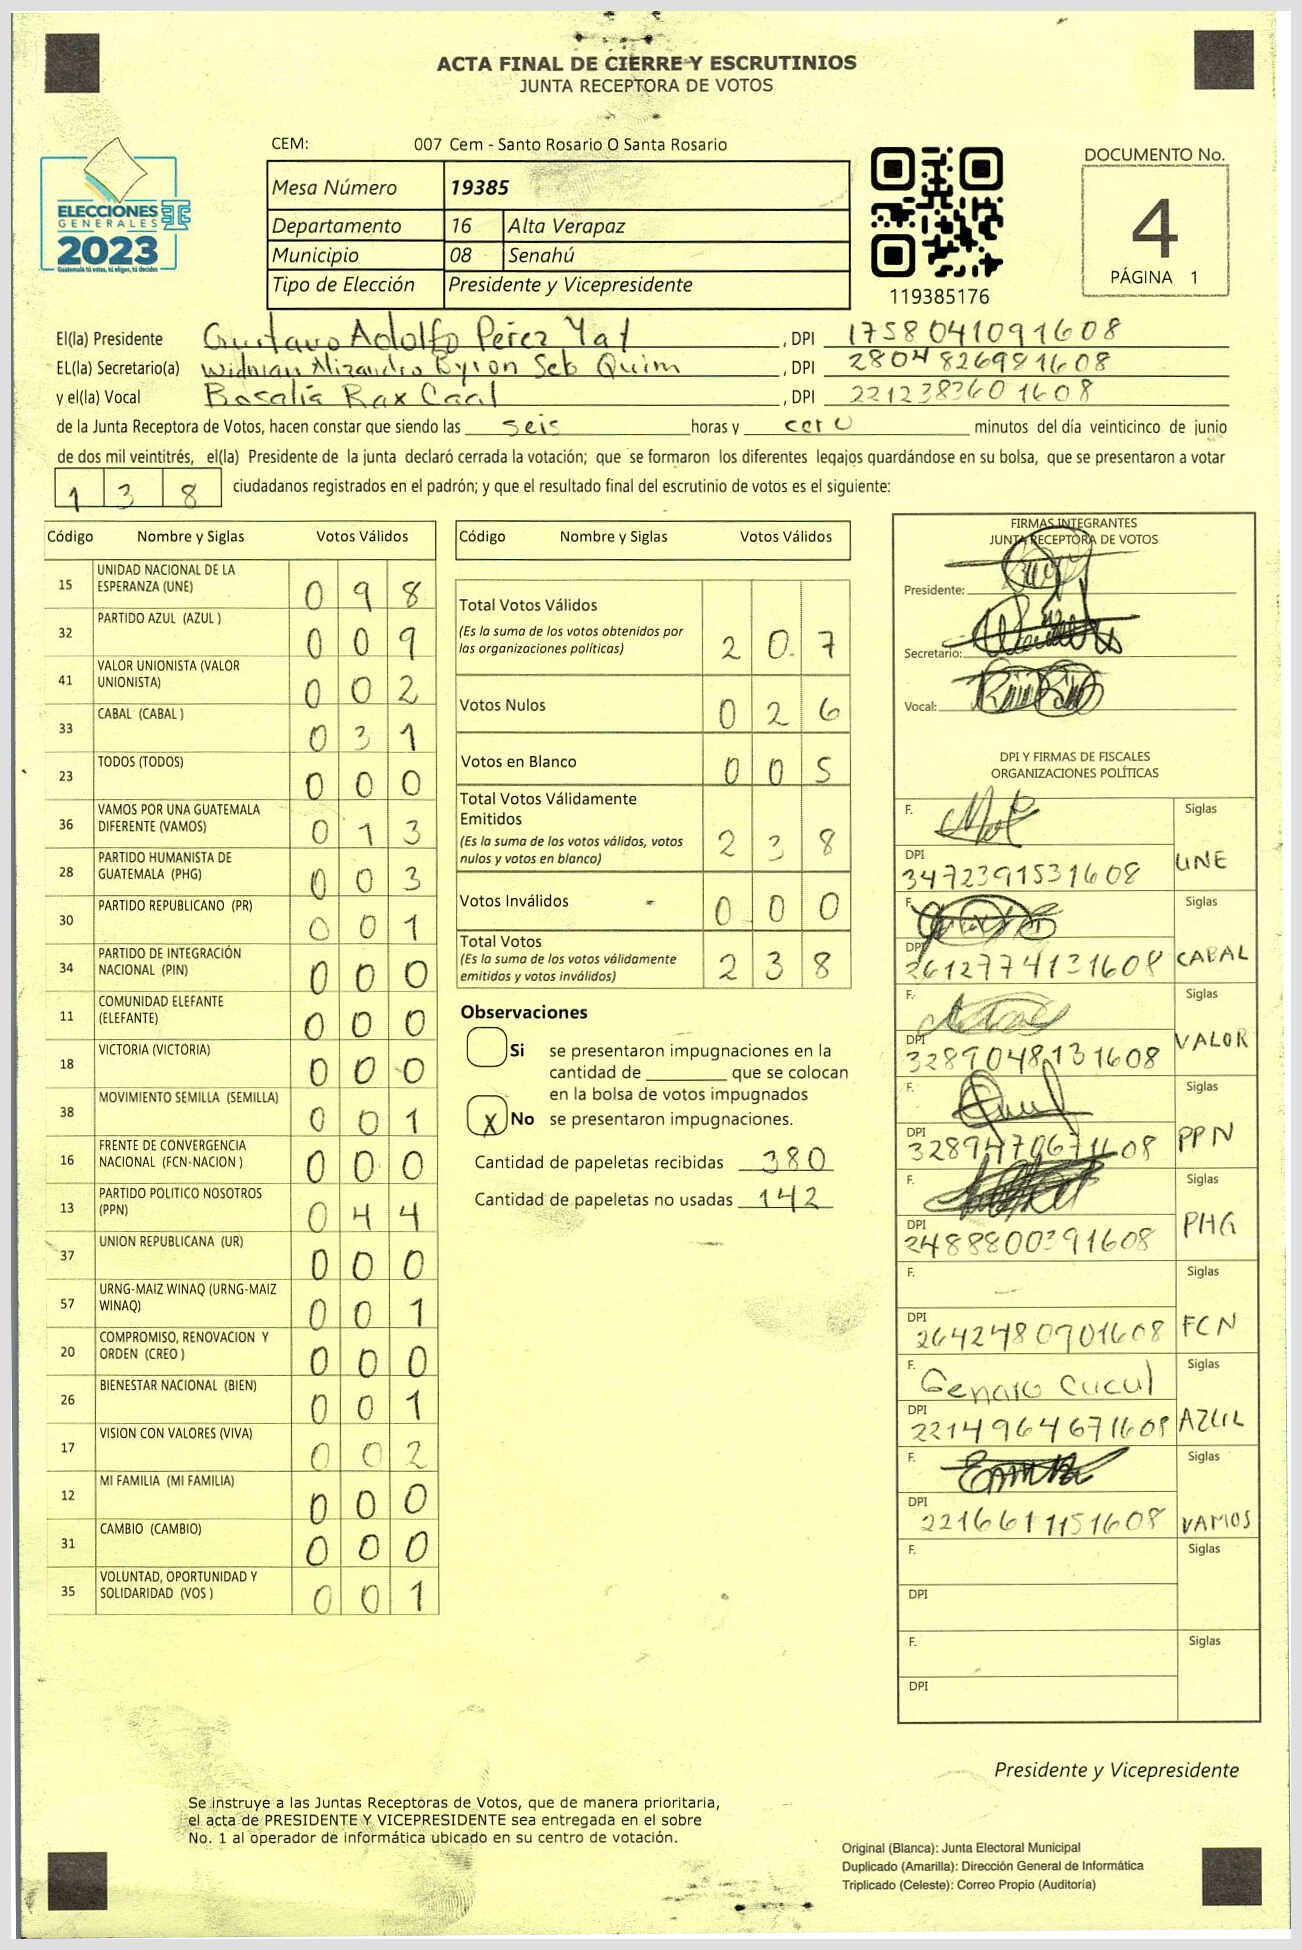 ACTA FINAL DE CIERRE Y ESCRUTINIOS
JUNTA RECEPTORA DE VOTOS
CEM: 007 Cem - Santo Rosario O Santa Rosario
Mesa Número 19385
Departamento 16 Alta Verapaz
Municipio 08 Senahú
Tipo de Elección Presidente y Vicepresidente
ELECCIONES
GENERALES
2023
Guatemala tú votas, tú eliges, tú decides
119385176
DOCUMENTO No.
4
PÁGINA 1
El(la) Presidente Gustavo Adolfo Pérez Yat, DPI 1758041091608
EL(la) Secretario(a) Widman Alizandro Byron Seb Quim, DPI 2804826981608
y el(la) Vocal Rosalía Rax Caal, DPI 2212383601608
de la Junta Receptora de Votos, hacen constar que siendo las seis horas y cero minutos del día veinticinco de junio
de dos mil veintitrés, el(la) Presidente de la junta declaró cerrada la votación; que se formaron los diferentes legajos guardándose en su bolsa, que se presentaron a votar
1 3 8 ciudadanos registrados en el padrón; y que el resultado final del escrutinio de votos es el siguiente:
Código Nombre y Siglas Votos Válidos
15 UNIDAD NACIONAL DE LA ESPERANZA (UNE) 0 9 8
32 PARTIDO AZUL (AZUL ) 0 0 9
41 VALOR UNIONISTA (VALOR UNIONISTA) 0 0 2
33 CABAL (CABAL ) 0 3 1
23 TODOS (TODOS) 0 0 0
36 VAMOS POR UNA GUATEMALA DIFERENTE (VAMOS) 0 1 3
28 PARTIDO HUMANISTA DE GUATEMALA (PHG) 0 0 3
30 PARTIDO REPUBLICANO (PR) 0 0 1
34 PARTIDO DE INTEGRACIÓN NACIONAL (PIN) 0 0 0
11 COMUNIDAD ELEFANTE (ELEFANTE) 0 0 0
18 VICTORIA (VICTORIA) 0 0 0
38 MOVIMIENTO SEMILLA (SEMILLA) 0 0 1
16 FRENTE DE CONVERGENCIA NACIONAL (FCN-NACION ) 0 0 0
13 PARTIDO POLITICO NOSOTROS (PPN) 0 4 4
37 UNION REPUBLICANA (UR) 0 0 0
57 URNG-MAIZ WINAQ (URNG-MAIZ WINAQ) 0 0 1
20 COMPROMISO, RENOVACION Y ORDEN (CREO ) 0 0 0
26 BIENESTAR NACIONAL (BIEN) 0 0 1
17 VISION CON VALORES (VIVA) 0 0 2
12 MI FAMILIA (MI FAMILIA) 0 0 0
31 CAMBIO (CAMBIO) 0 0 0
35 VOLUNTAD, OPORTUNIDAD Y SOLIDARIDAD (VOS ) 0 0 1
Código Nombre y Siglas Votos Válidos
Total Votos Válidos 2 0 7
(Es la suma de los votos obtenidos por
las organizaciones políticas)
Votos Nulos 0 2 6
Votos en Blanco 0 0 5
Total Votos Válidamente
Emitidos 2 3 8
(Es la suma de los votos válidos, votos
nulos y votos en blanco)
Votos Inválidos 0 0 0
Total Votos 2 3 8
(Es la suma de los votos válidamente
emitidos y votos inválidos)
Observaciones
Si se presentaron impugnaciones en la
cantidad de ________ que se colocan
en la bolsa de votos impugnados
X No se presentaron impugnaciones.
Cantidad de papeletas recibidas 380
Cantidad de papeletas no usadas 142
FIRMAS INTEGRANTES
JUNTA RECEPTORA DE VOTOS
Presidente:
Secretario:
Vocal:
DPI Y FIRMAS DE FISCALES
ORGANIZACIONES POLÍTICAS
F. Siglas
DPI 3472391531608 UNE
F. Siglas
DPI 2612774131608 CABAL
F. Siglas
DPI 3289048131608 VALOR
F. Siglas
DPI 3289470671608 PPN
F. Siglas
DPI 2488800391608 PHG
F. Siglas
DPI 2642480901608 FCN
F. Genaro Cucul Siglas
DPI 2214964671608 AZUL
F. Siglas
DPI 2216611151608 VAMOS
F. Siglas
DPI
F. Siglas
DPI
Presidente y Vicepresidente
Se instruye a las Juntas Receptoras de Votos, que de manera prioritaria,
el acta de PRESIDENTE Y VICEPRESIDENTE sea entregada en el sobre
No. 1 al operador de informática ubicado en su centro de votación.
Original (Blanca): Junta Electoral Municipal
Duplicado (Amarilla): Dirección General de Informática
Triplicado (Celeste): Correo Propio (Auditoría)